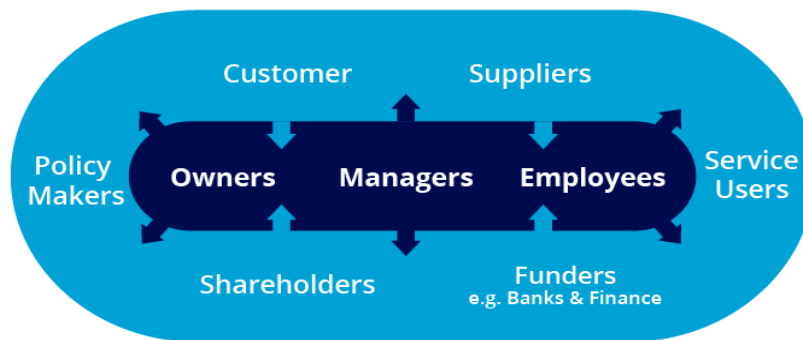 Customer
Suppliers
Policy
Makers
Owners
Managers
Employees
Service
Users
Shareholders
Funders
e.g. Banks & Finance